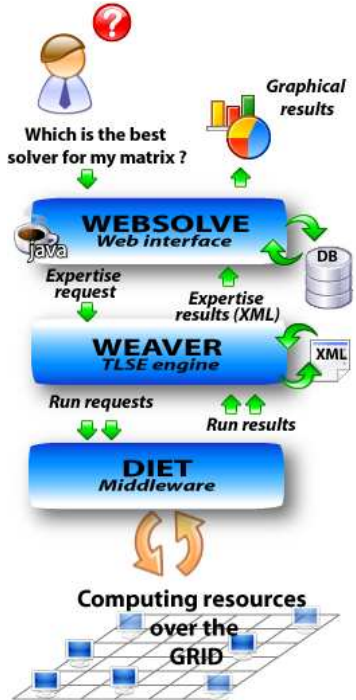 ?
Graphical
results
Which is the best
solver for my matrix ?
WEBSOLVE
Web interface
java
DB
Expertise
request
Expertise
results (XML)
WEAVER
TLSE engine
XML
Run requests
Run results
DIET
Middleware
Computing resources
over the
GRID